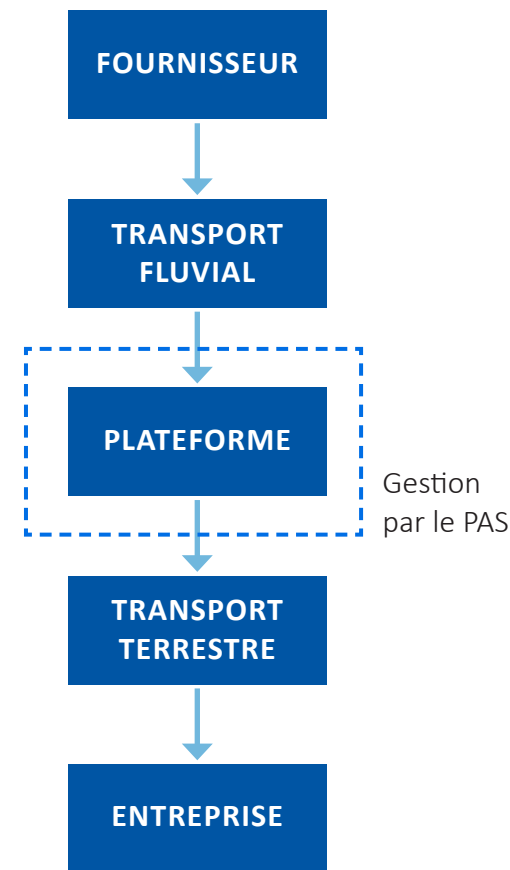 FOURNISSEUR
TRANSPORT
FLUVIAL
PLATEFORME
Gestion
par le PAS
TRANSPORT
TERRESTRE
ENTREPRISE